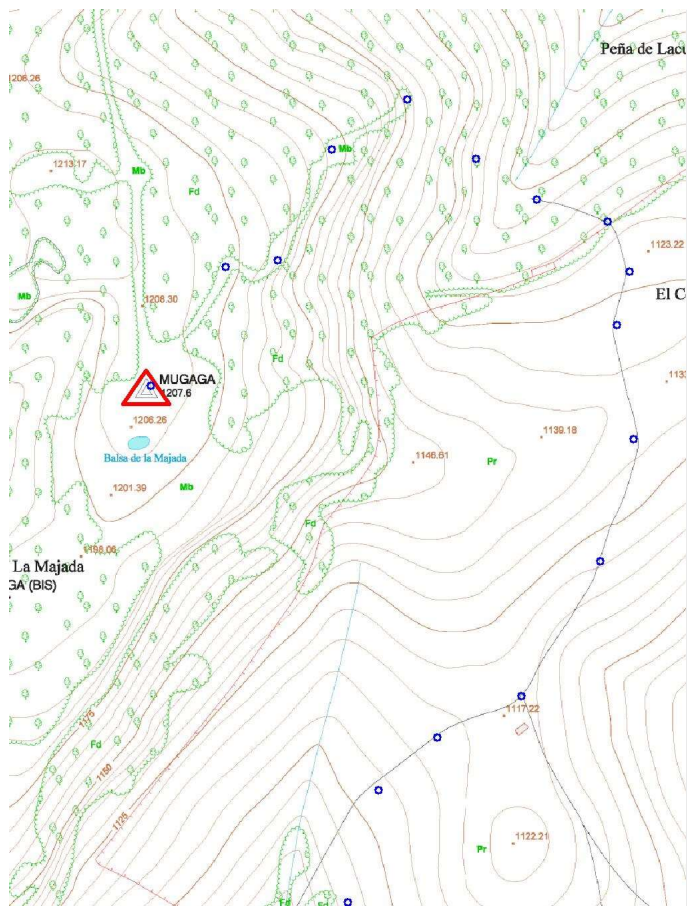 Peña de Lacu
1206.26
Mb
1213.17
Mb
Fd
1123.22
El C
Mb
1208.30
Fd
MUGAGA
1207.6
113
1206.26
1139.18
Balsa de la Majada
1146.61
Pr
Mb
1201.39
Fd
1198.06
La Majada
GA (BIS)
1175
1117.22
Fd
1150
1125
1122.21
Pr
Fd
Fd